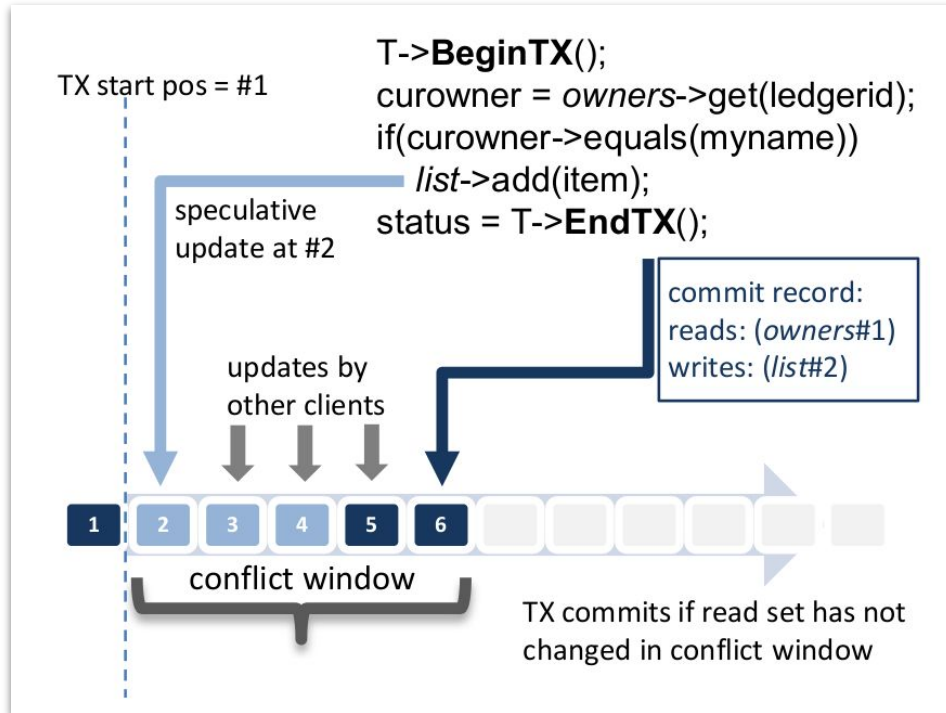 TX start pos = #1
T->BeginTX();
curowner = owners->get(ledgerid);
if(curowner->equals(myname))
list->add(item);
status = T->EndTX();
speculative
update at #2
commit record:
reads: (owners#1)
writes: (list#2)
updates by
other clients
1 2 3 4 5 6
conflict window
TX commits if read set has not
changed in conflict window